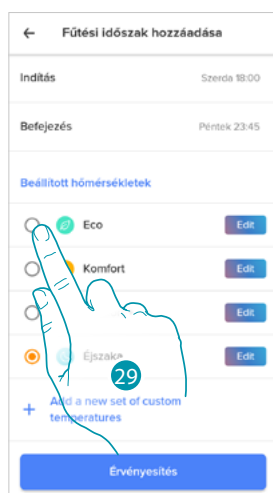 Fűtési időszak hozzáadása
Indítás Szerda 18:00
Befejezés Péntek 23:45
Beállított hőmérsékletek
Eco Edit
Komfort Edit
Edit
Éjszaka Edit
29
+ Add a new set of custom
temperatures
Érvényesítés